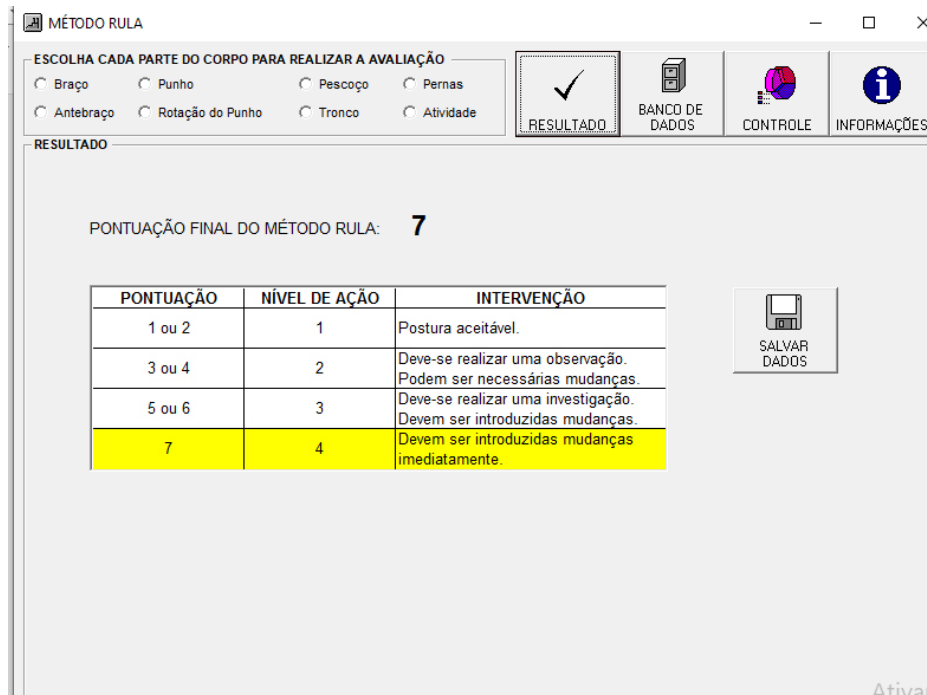 MÉTODO RULA
ESCOLHA CADA PARTE DO CORPO PARA REALIZAR A AVALIAÇÃO
Braço Punho Pescoço Pernas
Antebraço Rotação do Punho Tronco Atividade
RESULTADO
BANCO DE
DADOS
CONTROLE
INFORMAÇÕES
RESULTADO
PONTUAÇÃO FINAL DO MÉTODO RULA: 7
PONTUAÇÃO NÍVEL DE AÇÃO INTERVENÇÃO
1 ou 2 1 Postura aceitável.
3 ou 4 2 Deve-se realizar uma observação.
Podem ser necessárias mudanças.
5 ou 6 3 Deve-se realizar uma investigação.
Devem ser introduzidas mudanças.
7 4 Devem ser introduzidas mudanças
imediatamente.
SALVAR
DADOS
Ativa